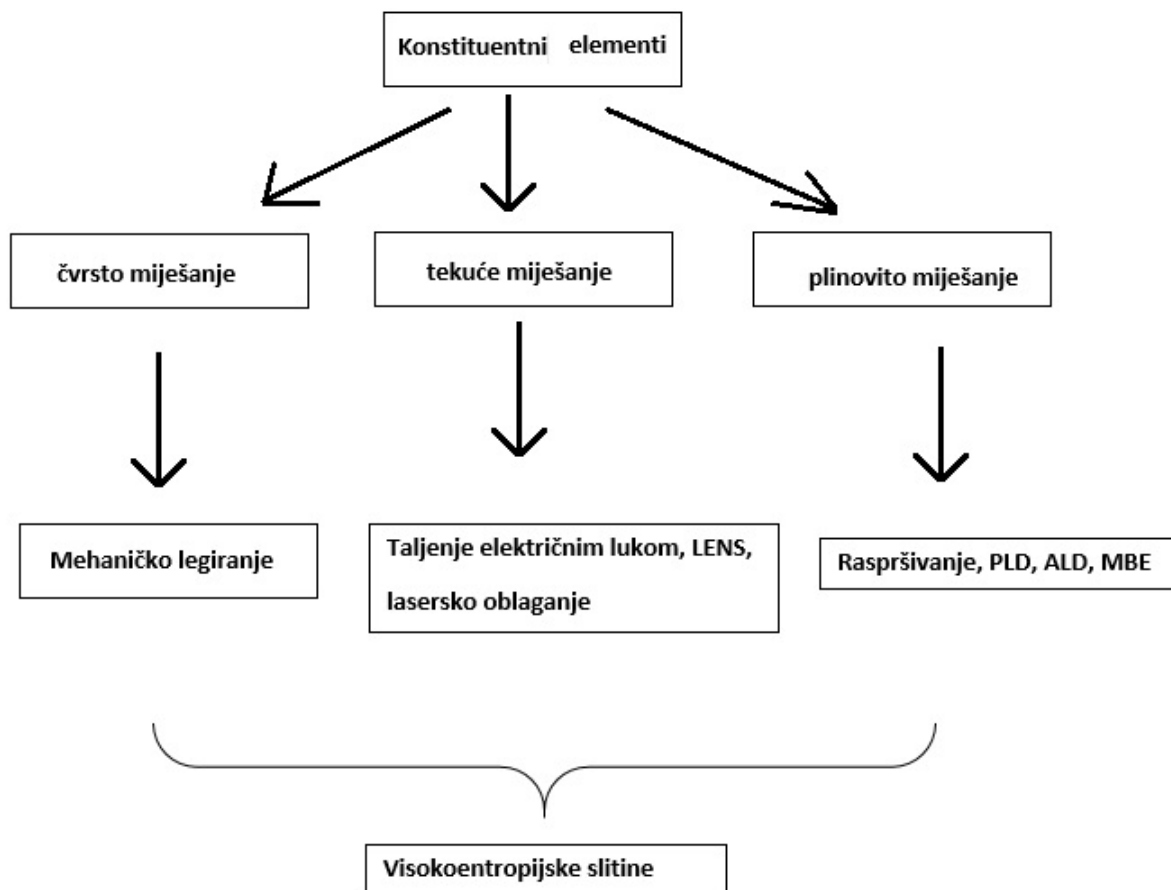 Konstituentni elementi
čvrsto miješanje
tekuće miješanje
plinovito miješanje
Mehaničko legiranje
Taljenje električnim lukom, LENS,
lasersko oblaganje
Raspršivanje, PLD, ALD, MBE
Visokoentropijske slitine